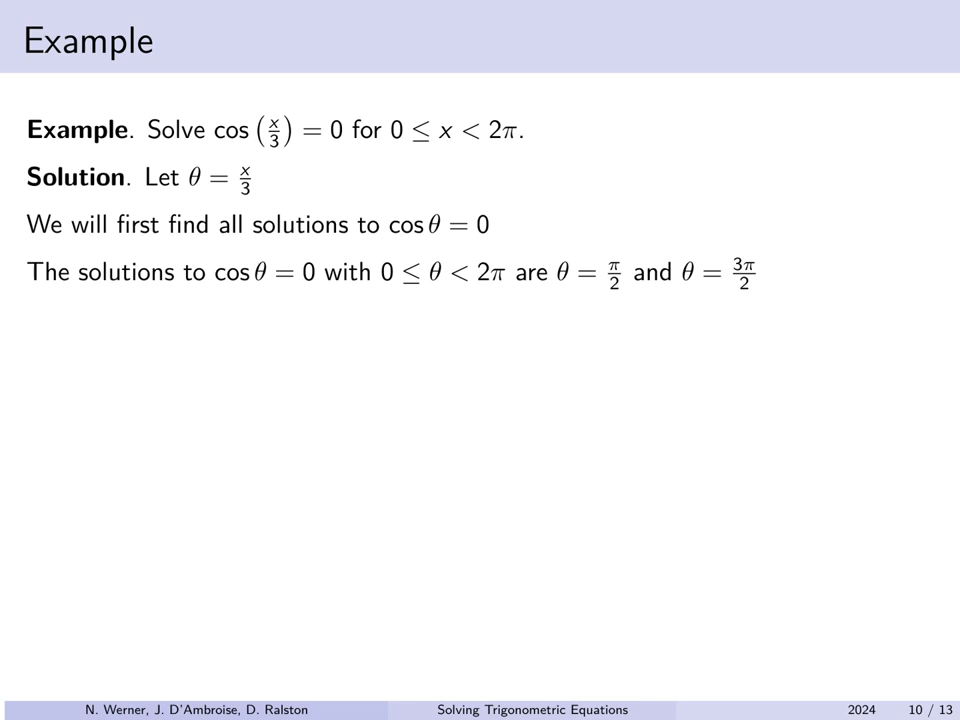 Example
Example. Solve cos (x/3) = 0 for 0 ≤ x < 2π.
Solution. Let θ = x/3
We will first find all solutions to cos θ = 0
The solutions to cos θ = 0 with 0 ≤ θ < 2π are θ = π/2 and θ = 3π/2
N. Werner, J. D'Ambroise, D. Ralston Solving Trigonometric Equations 2024 10 / 13